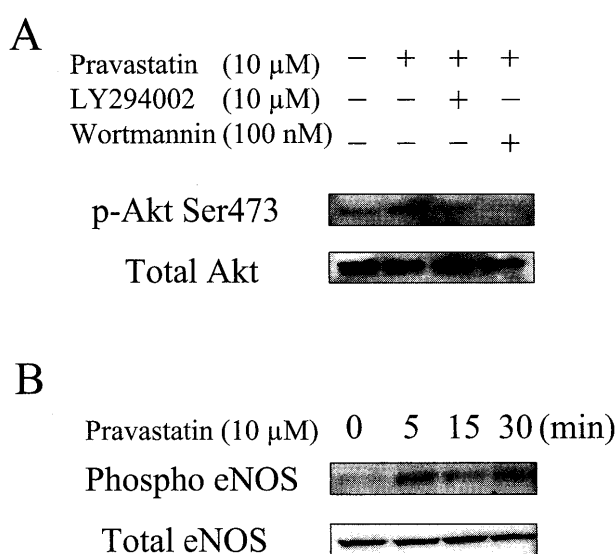 A
Pravastatin (10 µM) − + + +
LY294002 (10 µM) − − + −
Wortmannin (100 nM) − − − +
p-Akt Ser473
Total Akt
B
Pravastatin (10 µM) 0 5 15 30 (min)
Phospho eNOS
Total eNOS